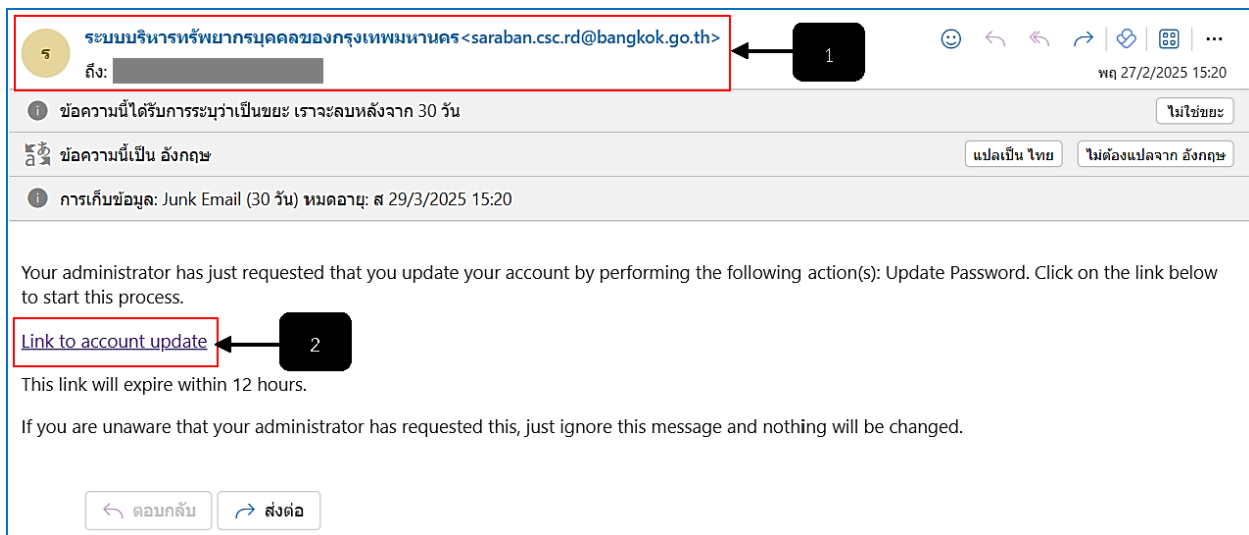 ร
ระบบบริหารทรัพยากรบุคคลของกรุงเทพมหานคร<saraban.csc.rd@bangkok.go.th>
1
ถึง:
พฤ 27/2/2025 15:20
ข้อความนี้ได้รับการระบุว่าเป็นขยะ เราจะลบหลังจาก 30 วัน
ไม่ใช่ขยะ
ข้อความนี้เป็น อังกฤษ
แปลเป็น ไทย
ไม่ต้องแปลจาก อังกฤษ
การเก็บข้อมูล: Junk Email (30 วัน) หมดอายุ: ส 29/3/2025 15:20
Your administrator has just requested that you update your account by performing the following action(s): Update Password. Click on the link below
to start this process.
Link to account update
2
This link will expire within 12 hours.
If you are unaware that your administrator has requested this, just ignore this message and nothing will be changed.
ตอบกลับ
ส่งต่อ